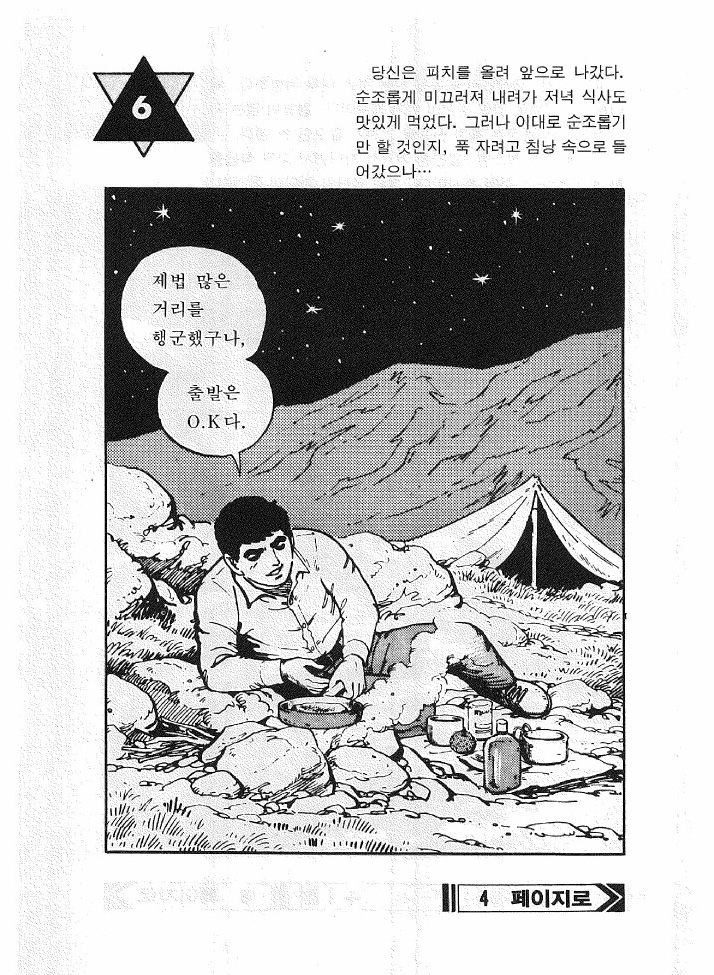 6
당신은 피치를 올려 앞으로 나갔다.
순조롭게 미끄러져 내려가 저녁 식사도
맛있게 먹었다. 그러나 이대로 순조롭기
만 할 것인지, 푹 자려고 침낭 속으로 들
어갔으나…
제법 많은
거리를
행군했구나,
출발은
O.K다.
4 페이지로